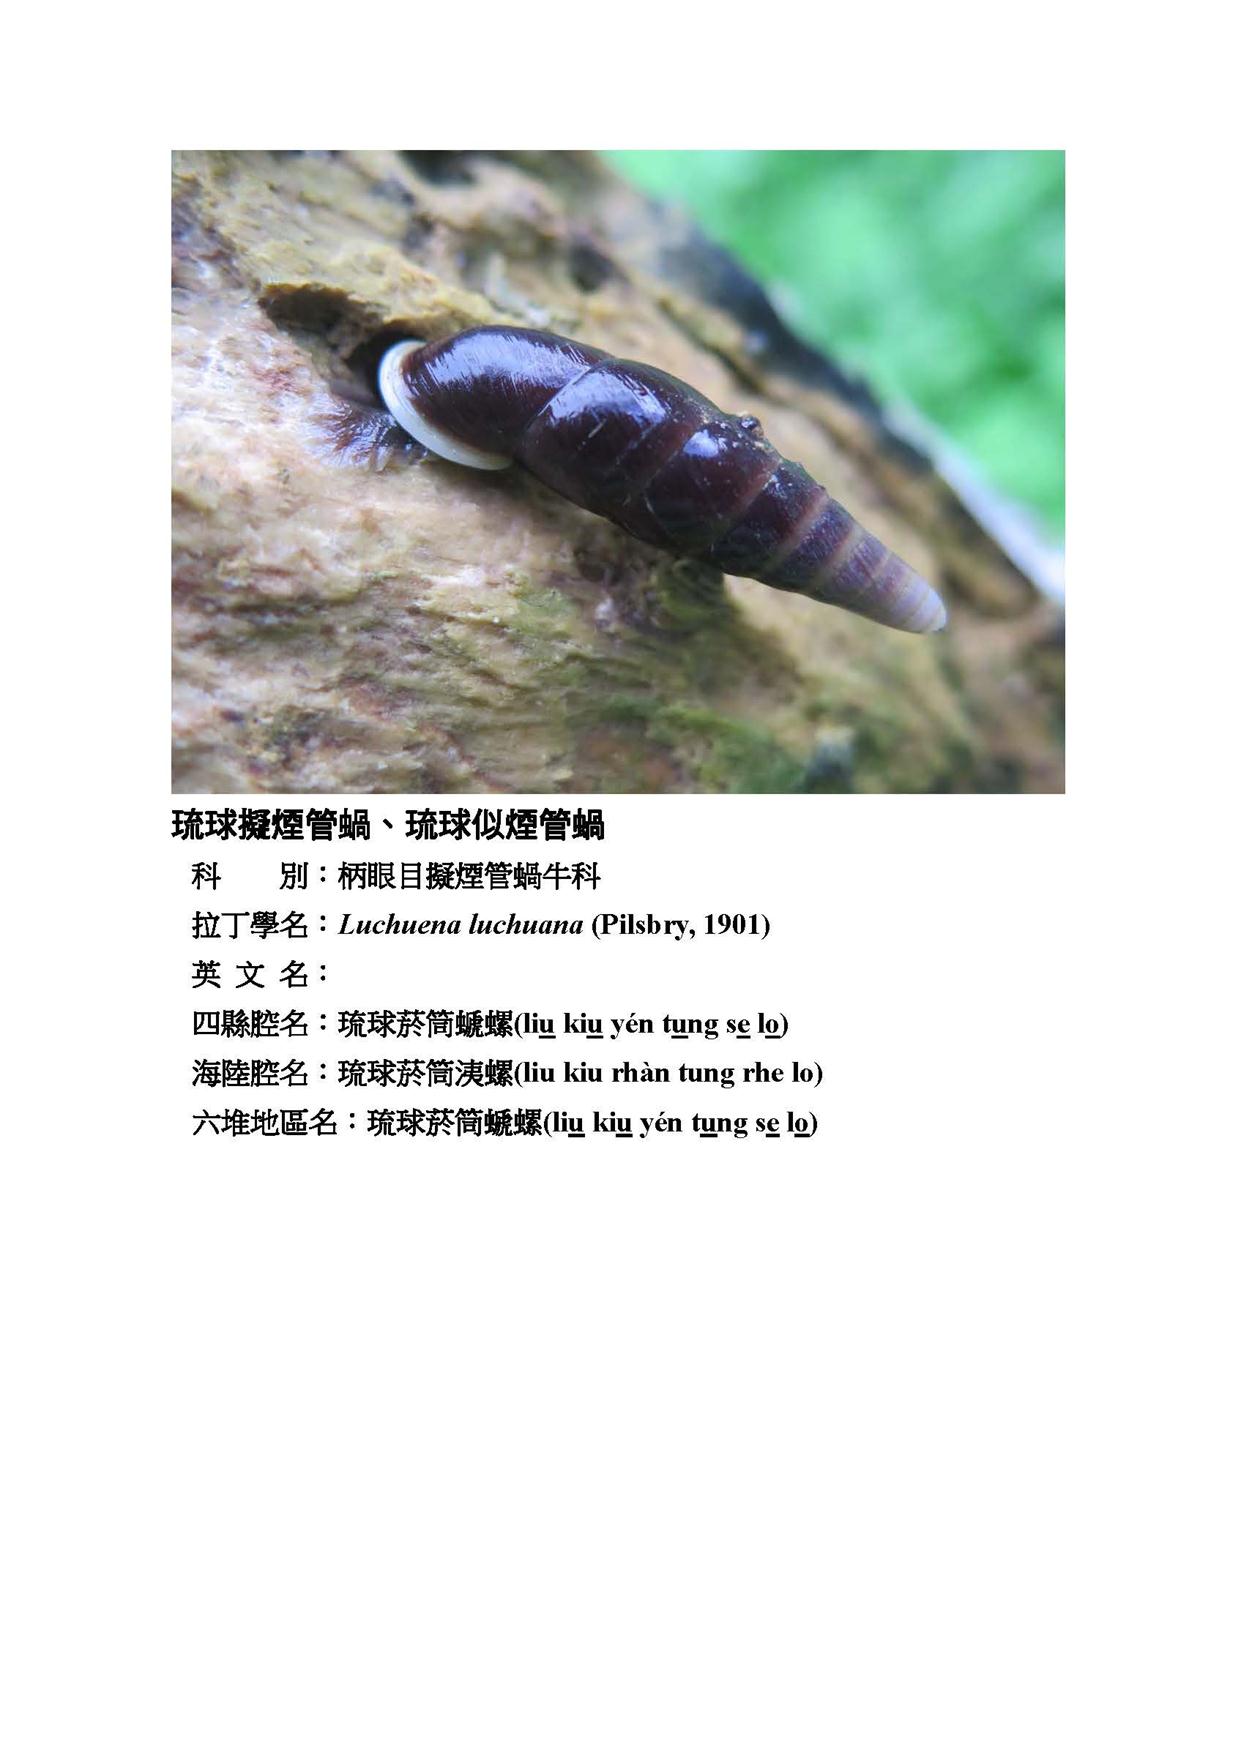 琉球擬煙管蝸、琉球似煙管蝸
科　　別：柄眼目擬煙管蝸牛科
拉丁學名：Luchuena luchuana (Pilsbry, 1901)
英 文 名：
四縣腔名：琉球菸筒螔螺(liu̲ kiu̲ yén tu̲ng se̲ lo̲)
海陸腔名：琉球菸筒洟螺(liu kiu rhàn tung rhe lo)
六堆地區名：琉球菸筒螔螺(liu̲ kiu̲ yén tu̲ng se̲ lo̲)